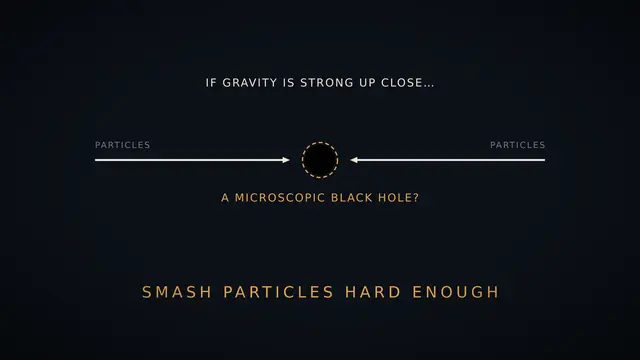 IF GRAVITY IS STRONG UP CLOSE…
PARTICLES PARTICLES
A MICROSCOPIC BLACK HOLE?
SMASH PARTICLES HARD ENOUGH